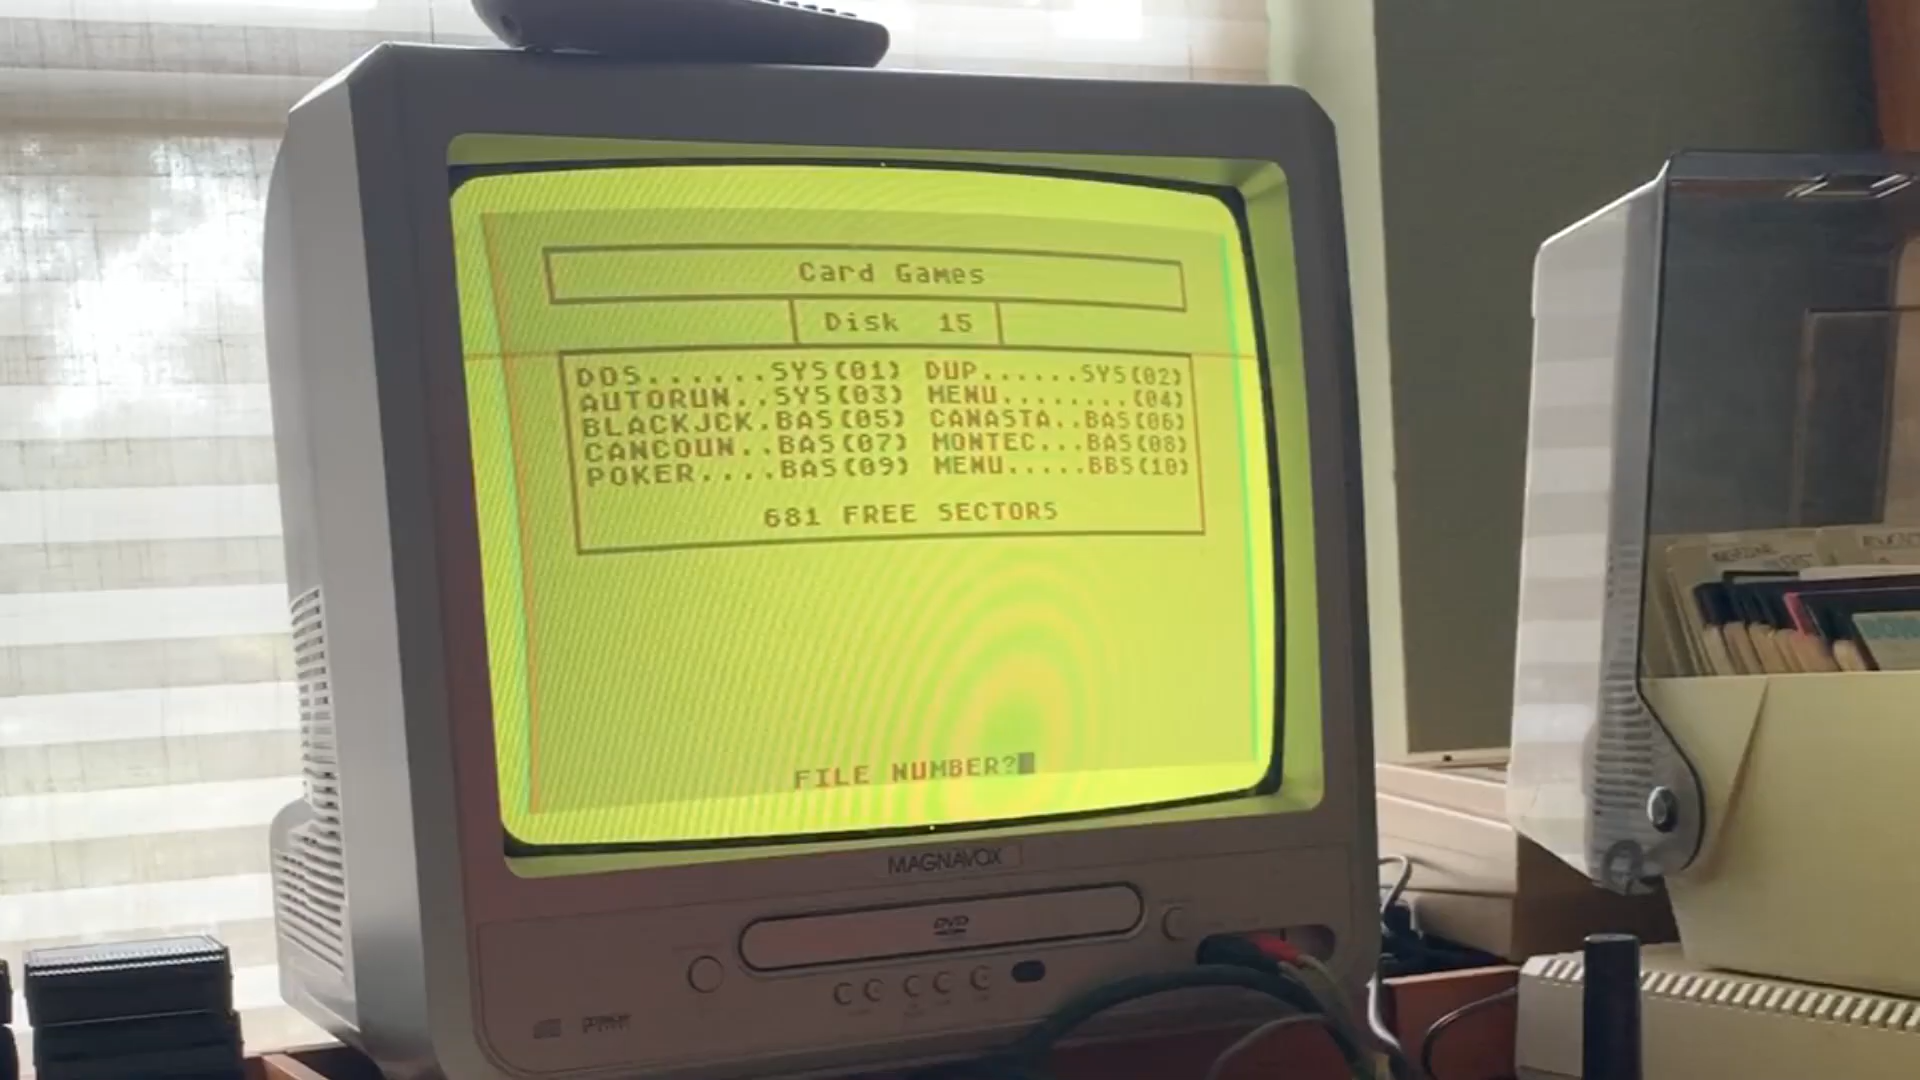 Card Games
Disk 15
DOS......SYS(01) DUP......SYS(02)
AUTORUN..SYS(03) MENU........(04)
BLACKJCK.BAS(05) CANASTA..BAS(06)
CANCOUN..BAS(07) MONTEC...BAS(08)
POKER....BAS(09) MENU.....BBS(10)
681 FREE SECTORS
FILE NUMBER?
MAGNAVOX
DVD